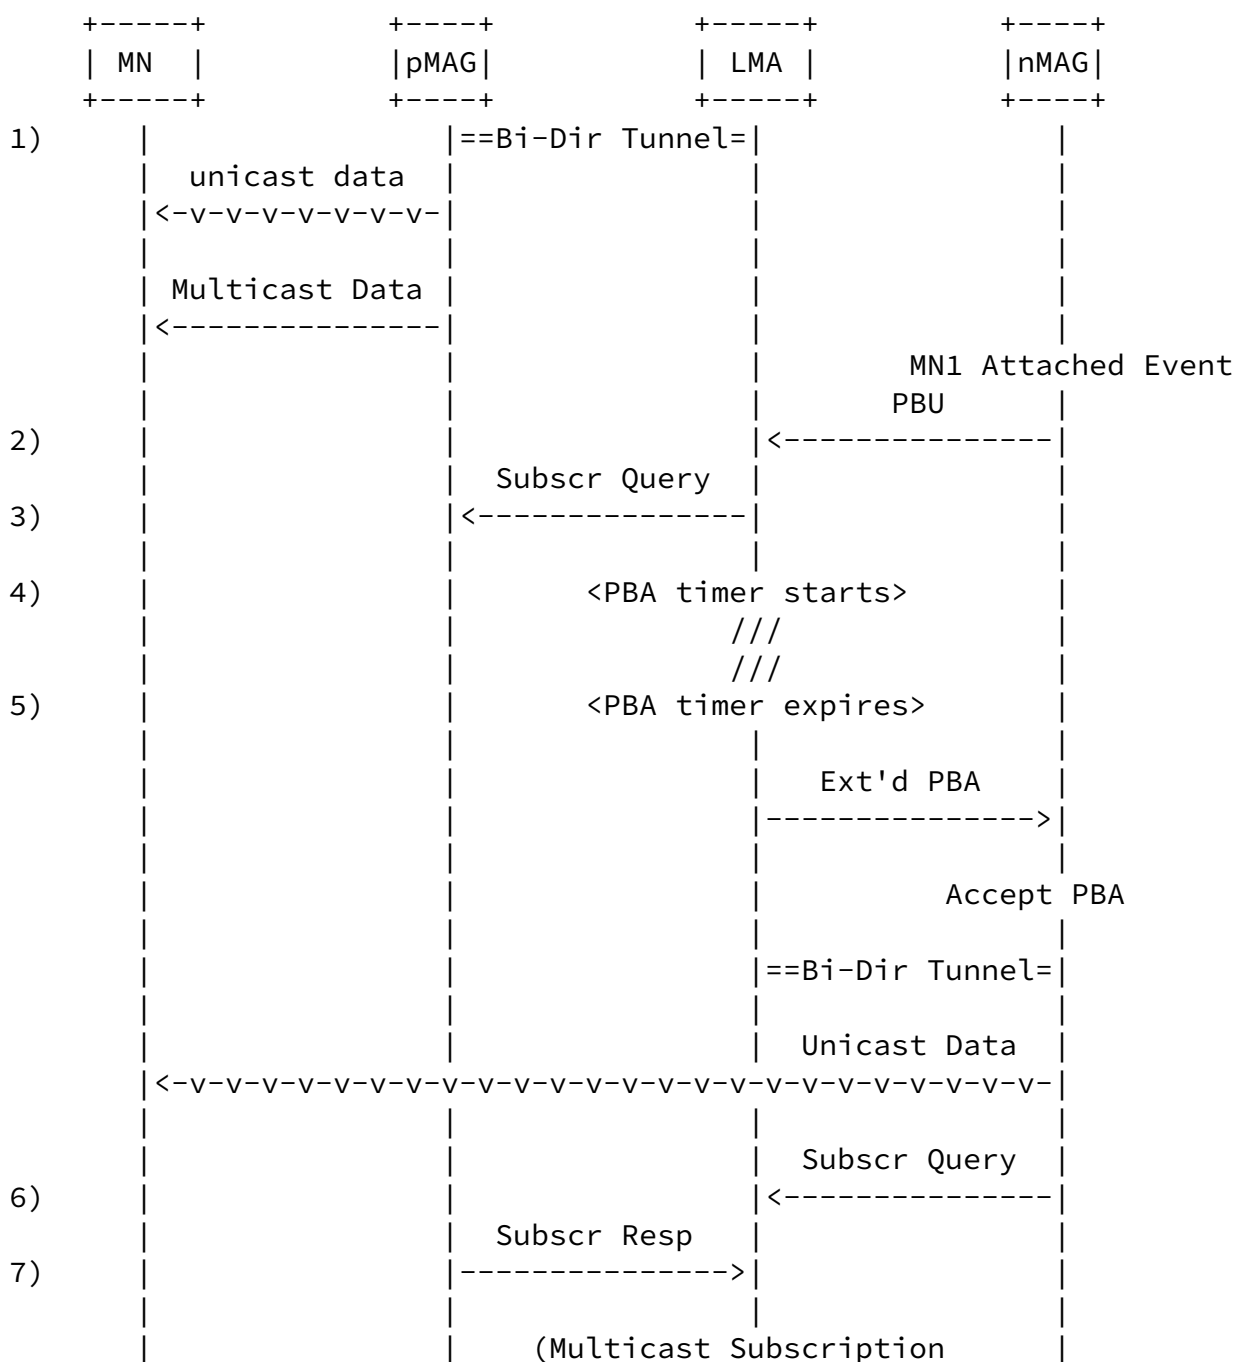 +-----+          +----+           +-----+          +----+
| MN  |          |pMAG|           | LMA |          |nMAG|
+-----+          +----+           +-----+          +----+
1)      |                |==Bi-Dir Tunnel=|                |
|  unicast data  |                |                |
|<-v-v-v-v-v-v-v-|                |                |
|                |                |                |
| Multicast Data |                |                |
|<---------------|                |                |
|                |                |        MN1 Attached Event
|                |                |       PBU      |
2)      |                |                |<---------------|
|                |  Subscr Query  |                |
3)      |                |<---------------|                |
|                |                |                |
4)      |                |       <PBA timer starts>        |
|                |               ///               |
|                |               ///               |
5)      |                |       <PBA timer expires>       |
|                |                |                |
|                |                |   Ext'd PBA    |
|                |                |--------------->|
|                |                |                |
|                |                |          Accept PBA
|                |                |                |
|                |                |==Bi-Dir Tunnel=|
|                |                |                |
|                |                |  Unicast Data  |
|<-v-v-v-v-v-v-v-v-v-v-v-v-v-v-v-v-v-v-v-v-v-v-v-v-|
|                |                |                |
|                |                |  Subscr Query  |
6)      |                |                |<---------------|
|                |  Subscr Resp   |                |
7)      |                |--------------->|                |
|                |                |                |
|                |    (Multicast Subscription      |